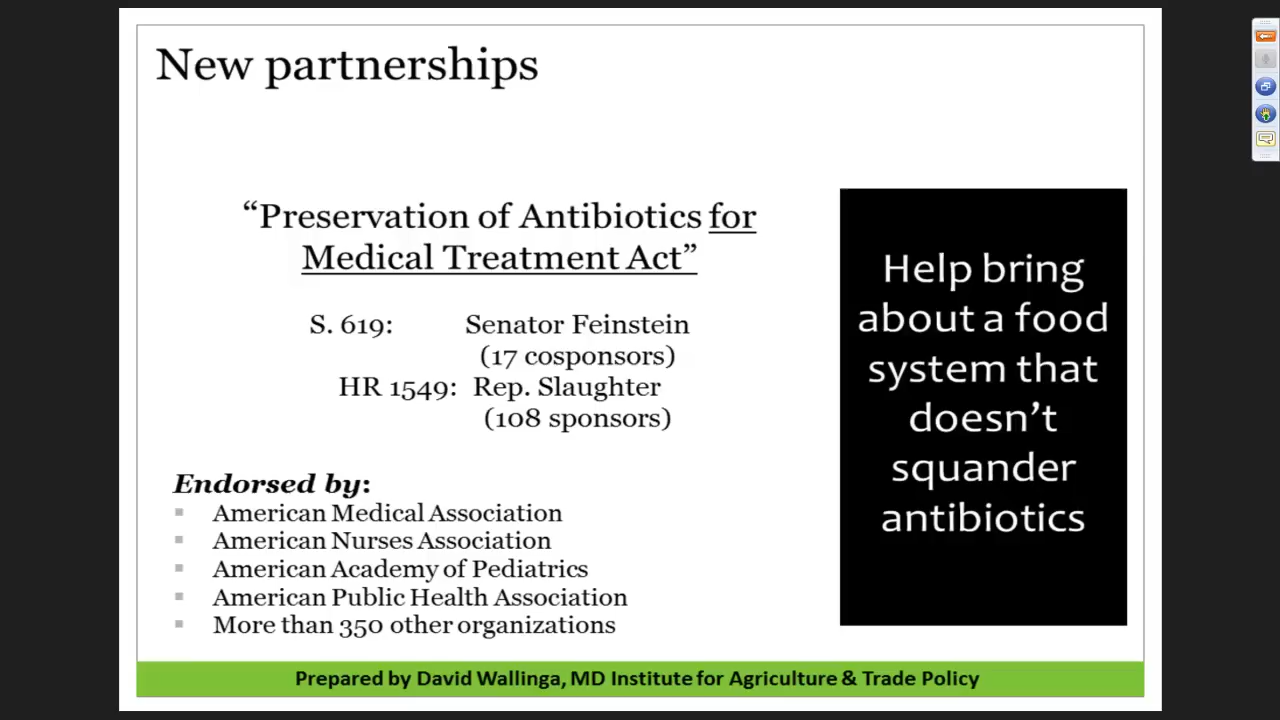 New partnerships
“Preservation of Antibiotics for
Medical Treatment Act”
S. 619: Senator Feinstein
(17 cosponsors)
HR 1549: Rep. Slaughter
(108 sponsors)
Endorsed by:
American Medical Association
American Nurses Association
American Academy of Pediatrics
American Public Health Association
More than 350 other organizations
Help bring
about a food
system that
doesn’t
squander
antibiotics
Prepared by David Wallinga, MD Institute for Agriculture & Trade Policy